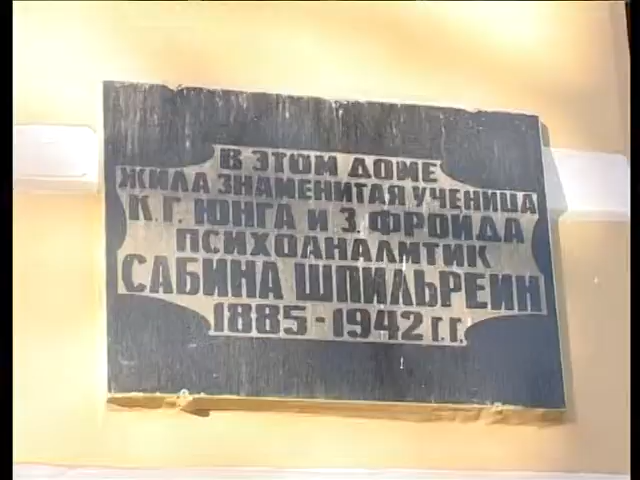 В ЭТОМ ДОМЕ
ЖИЛА ЗНАМЕНИТАЯ УЧЕНИЦА
К.Г. ЮНГА И З. ФРОЙДА
ПСИХОАНАЛИТИК
САБИНА ШПИЛЬРЕЙН
1885-1942 Г.Г.